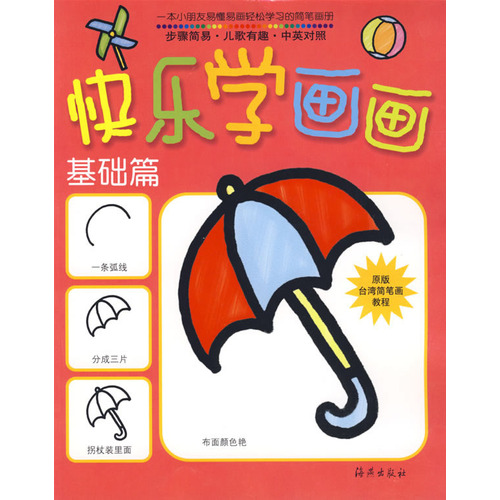 一本小朋友易懂易画轻松学习的简笔画册
步骤简易·儿歌有趣·中英对照
快乐学画画
基础篇
一条弧线
分成三片
拐杖装里面
原版
台湾简笔画
教程
布面颜色艳
海燕出版社